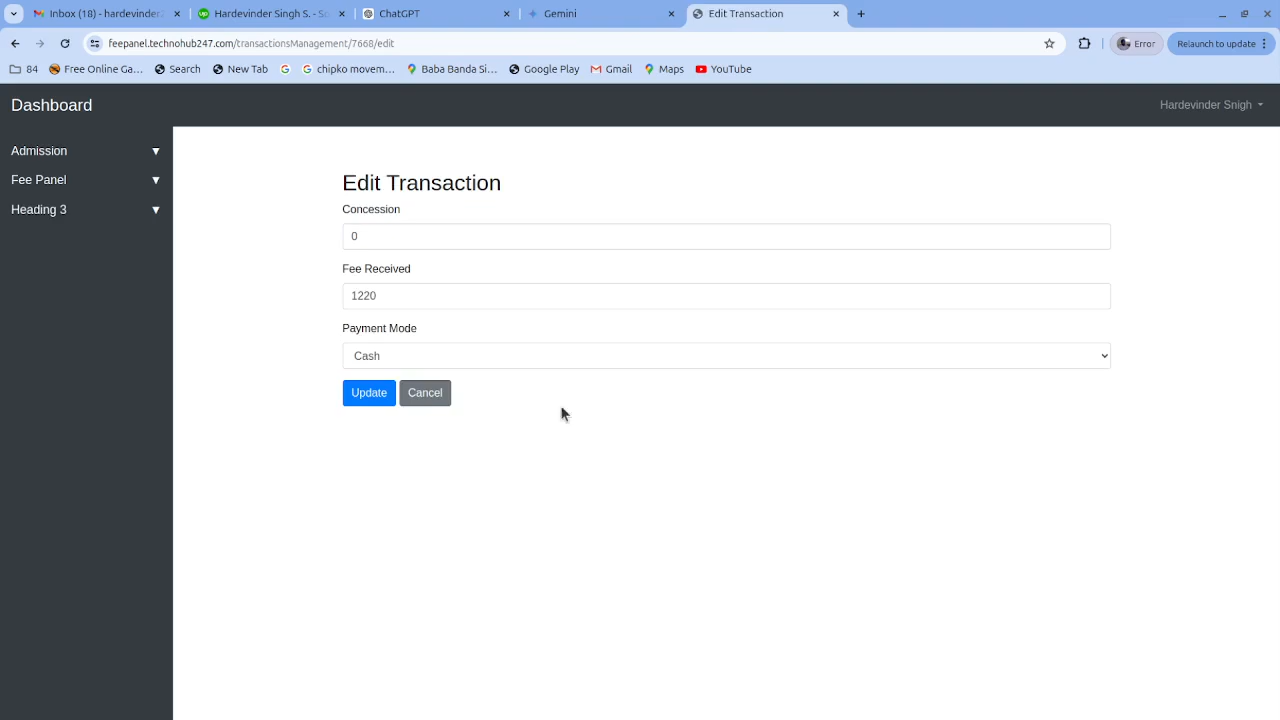 Inbox (18) - hardevinder:
Hardevinder Singh S. - Sc
ChatGPT
Gemini
Edit Transaction
feepanel.technohub247.com/transactionsManagement/7668/edit
Error
Relaunch to update
84
Free Online Ga...
Search
New Tab
chipko movem...
Baba Banda Si...
Google Play
Gmail
Maps
YouTube
Dashboard
Hardevinder Snigh
Admission
Fee Panel
Heading 3
Edit Transaction
Concession
0
Fee Received
1220
Payment Mode
Cash
Update
Cancel